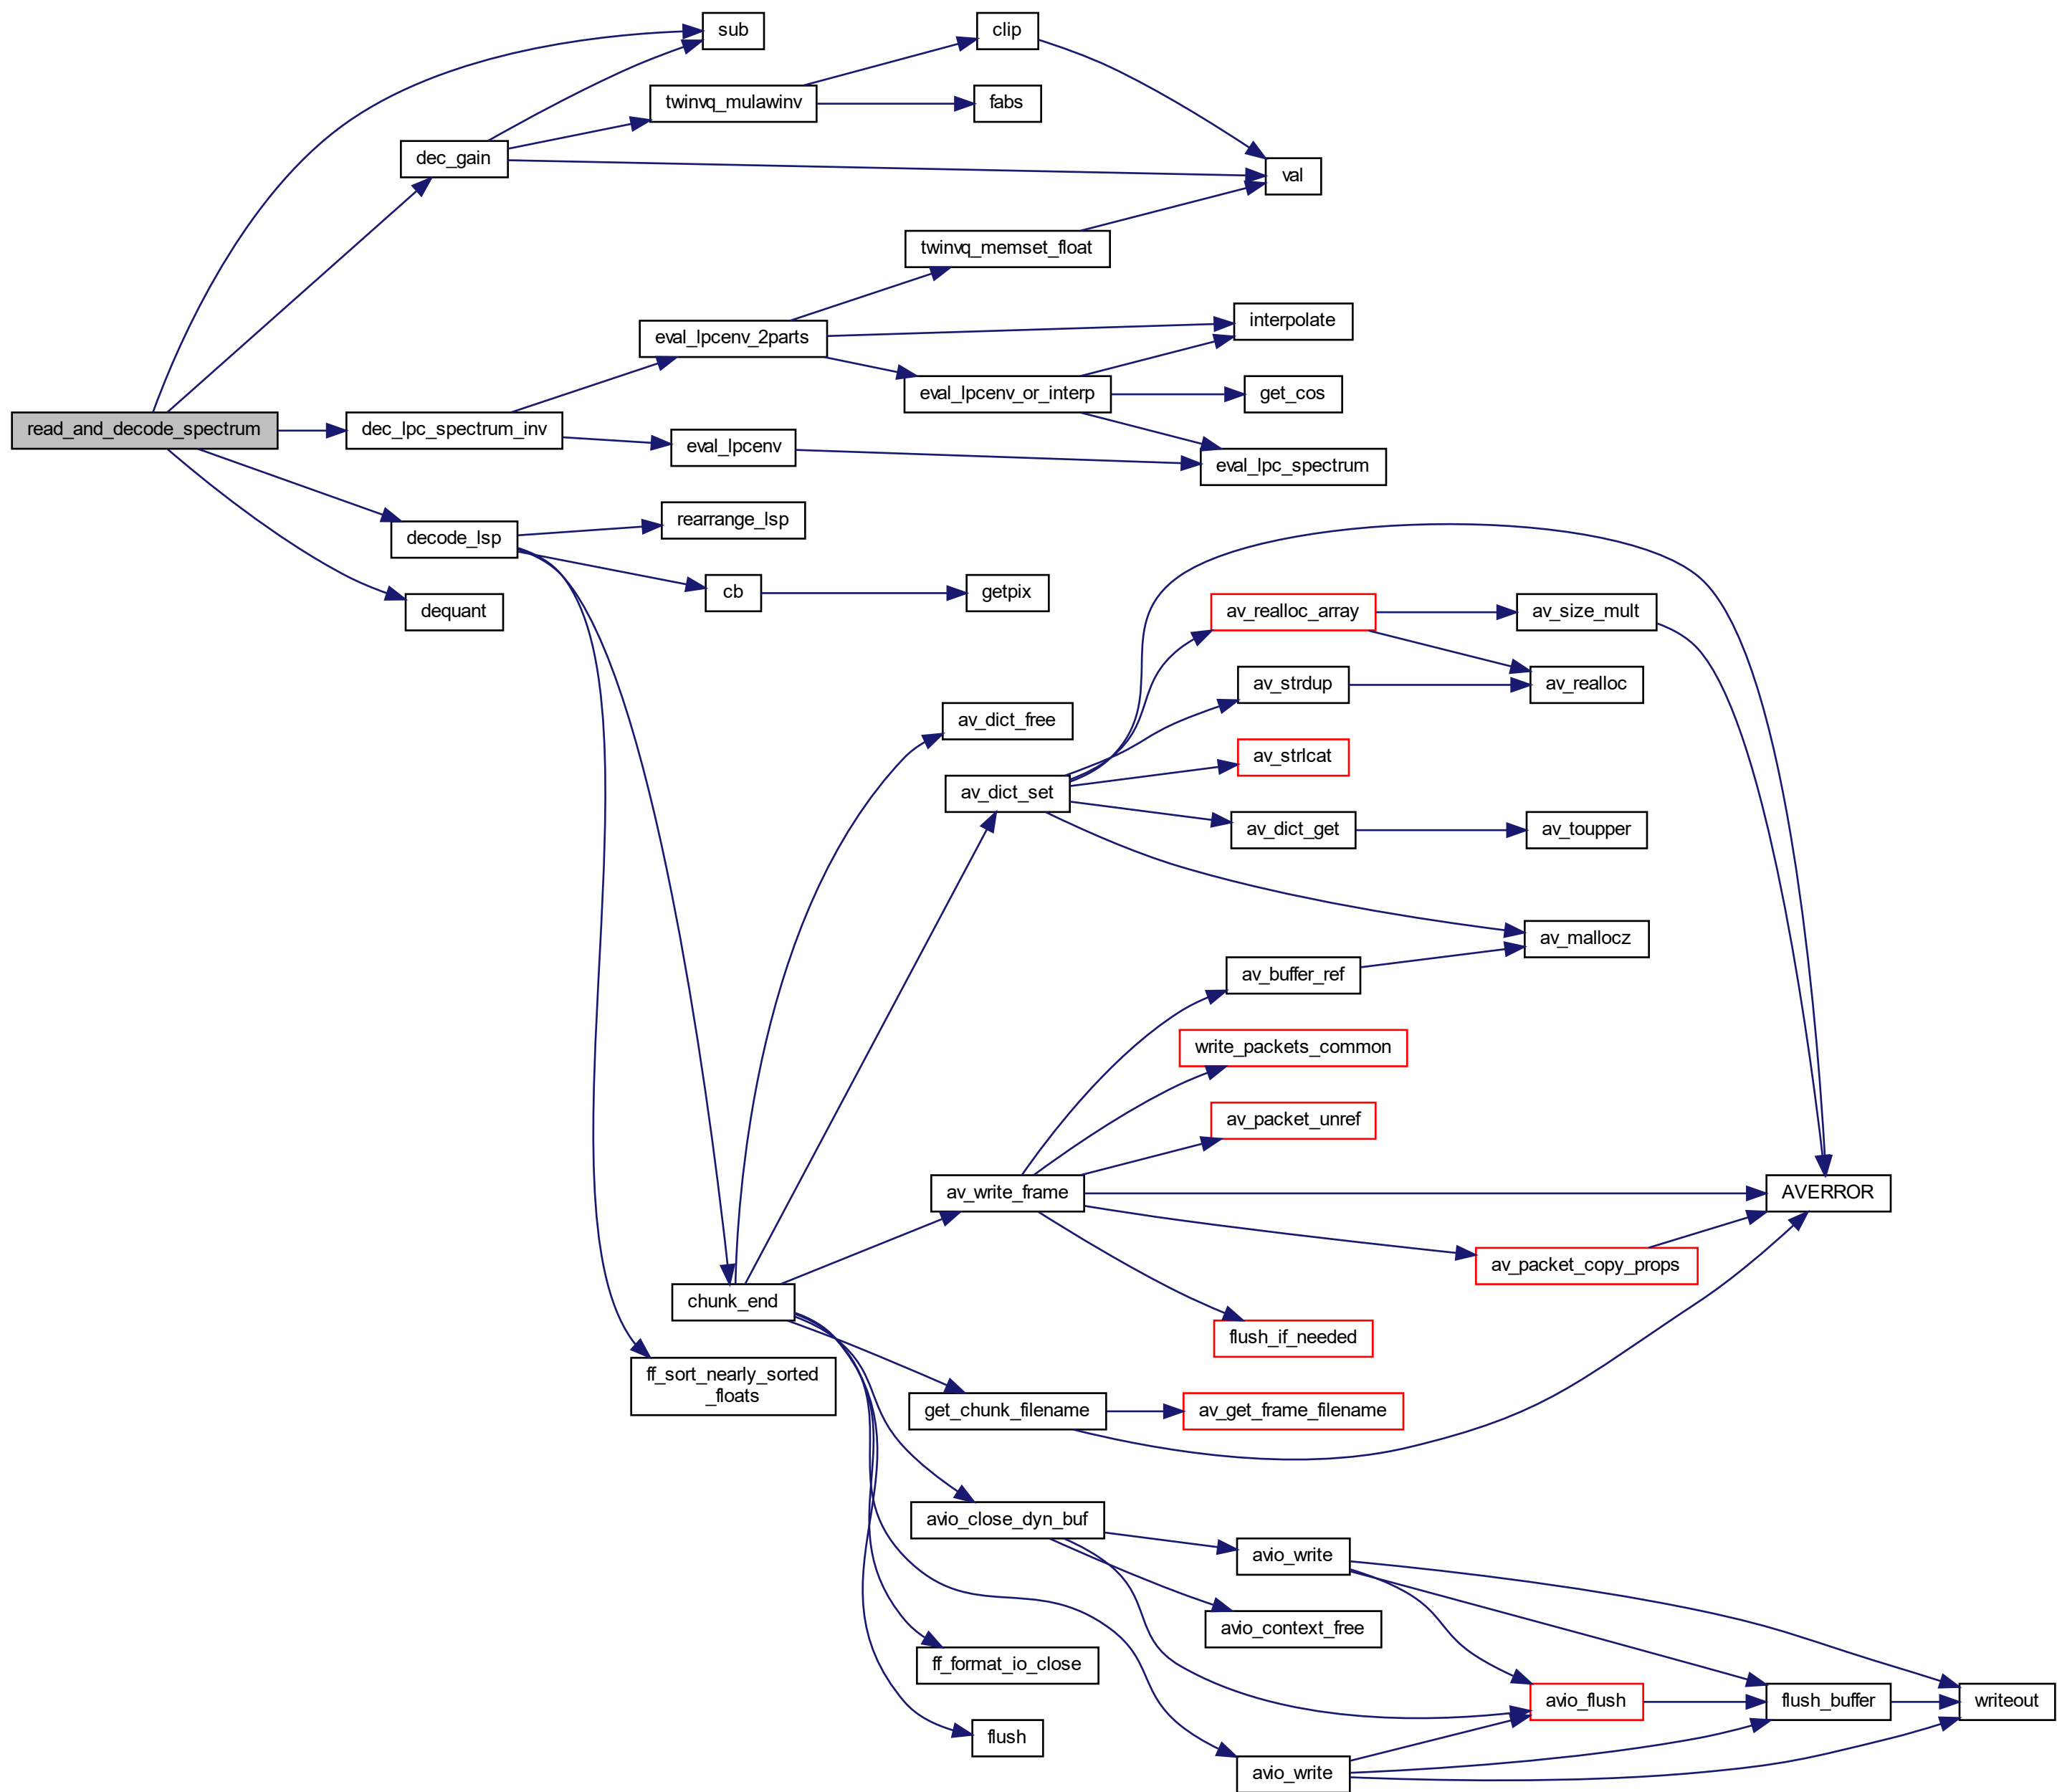 sub
clip
twinvq_mulawinv
fabs
dec_gain
val
twinvq_memset_float
interpolate
eval_lpcenv_2parts
eval_lpcenv_or_interp
get_cos
read_and_decode_spectrum
dec_lpc_spectrum_inv
eval_lpcenv
eval_lpc_spectrum
rearrange_lsp
decode_lsp
cb
getpix
dequant
av_realloc_array
av_size_mult
av_strdup
av_realloc
av_dict_free
av_strlcat
av_dict_set
av_dict_get
av_toupper
av_mallocz
av_buffer_ref
write_packets_common
av_packet_unref
av_write_frame
AVERROR
av_packet_copy_props
chunk_end
flush_if_needed
ff_sort_nearly_sorted
_floats
get_chunk_filename
av_get_frame_filename
avio_close_dyn_buf
avio_write
avio_context_free
ff_format_io_close
avio_flush
flush_buffer
writeout
flush
avio_write